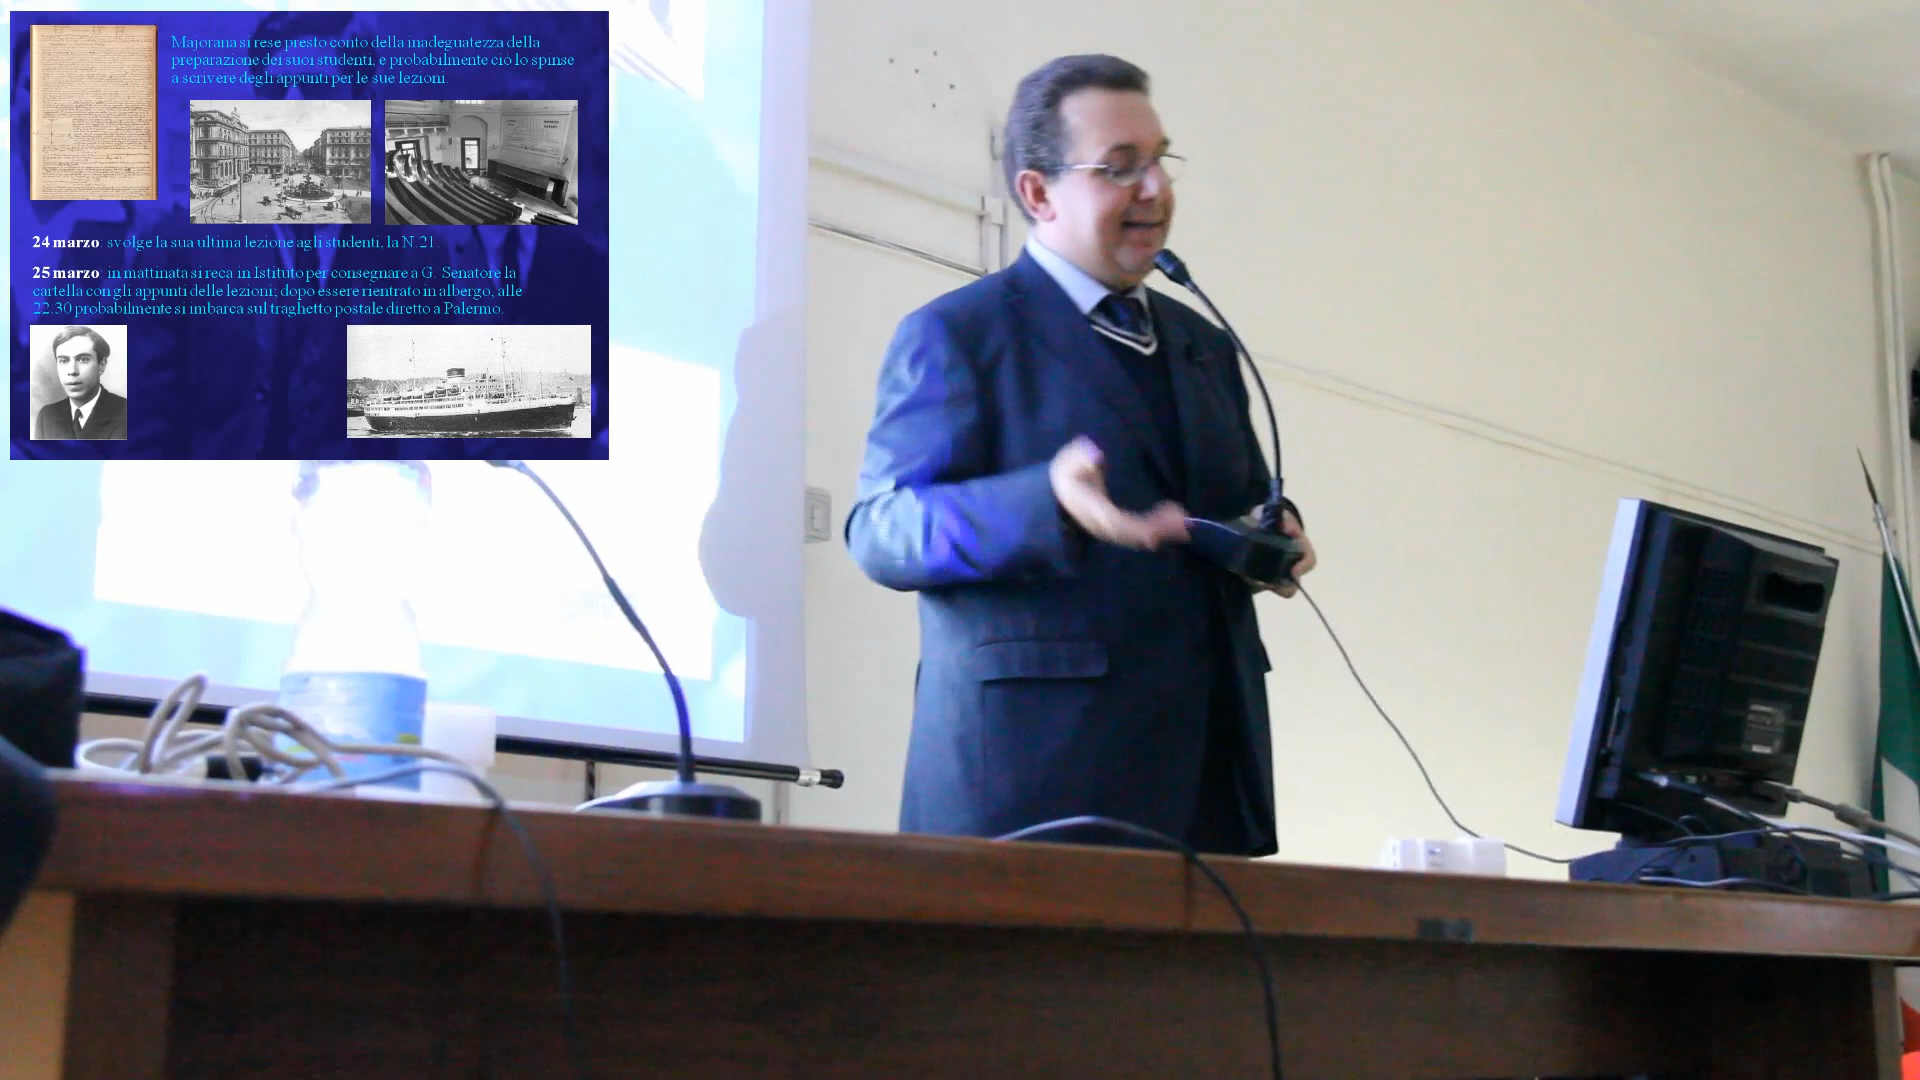 Majorana si rese presto conto della inadeguatezza della
preparazione dei suoi studenti, e probabilmente ciò lo spinse
a scrivere degli appunti per le sue lezioni.
24 marzo: svolge la sua ultima lezione agli studenti, la N.21.
25 marzo: in mattinata si reca in Istituto per consegnare a G. Senatore la
cartella con gli appunti delle lezioni; dopo essere rientrato in albergo, alle
22.30 probabilmente si imbarca sul traghetto postale diretto a Palermo.